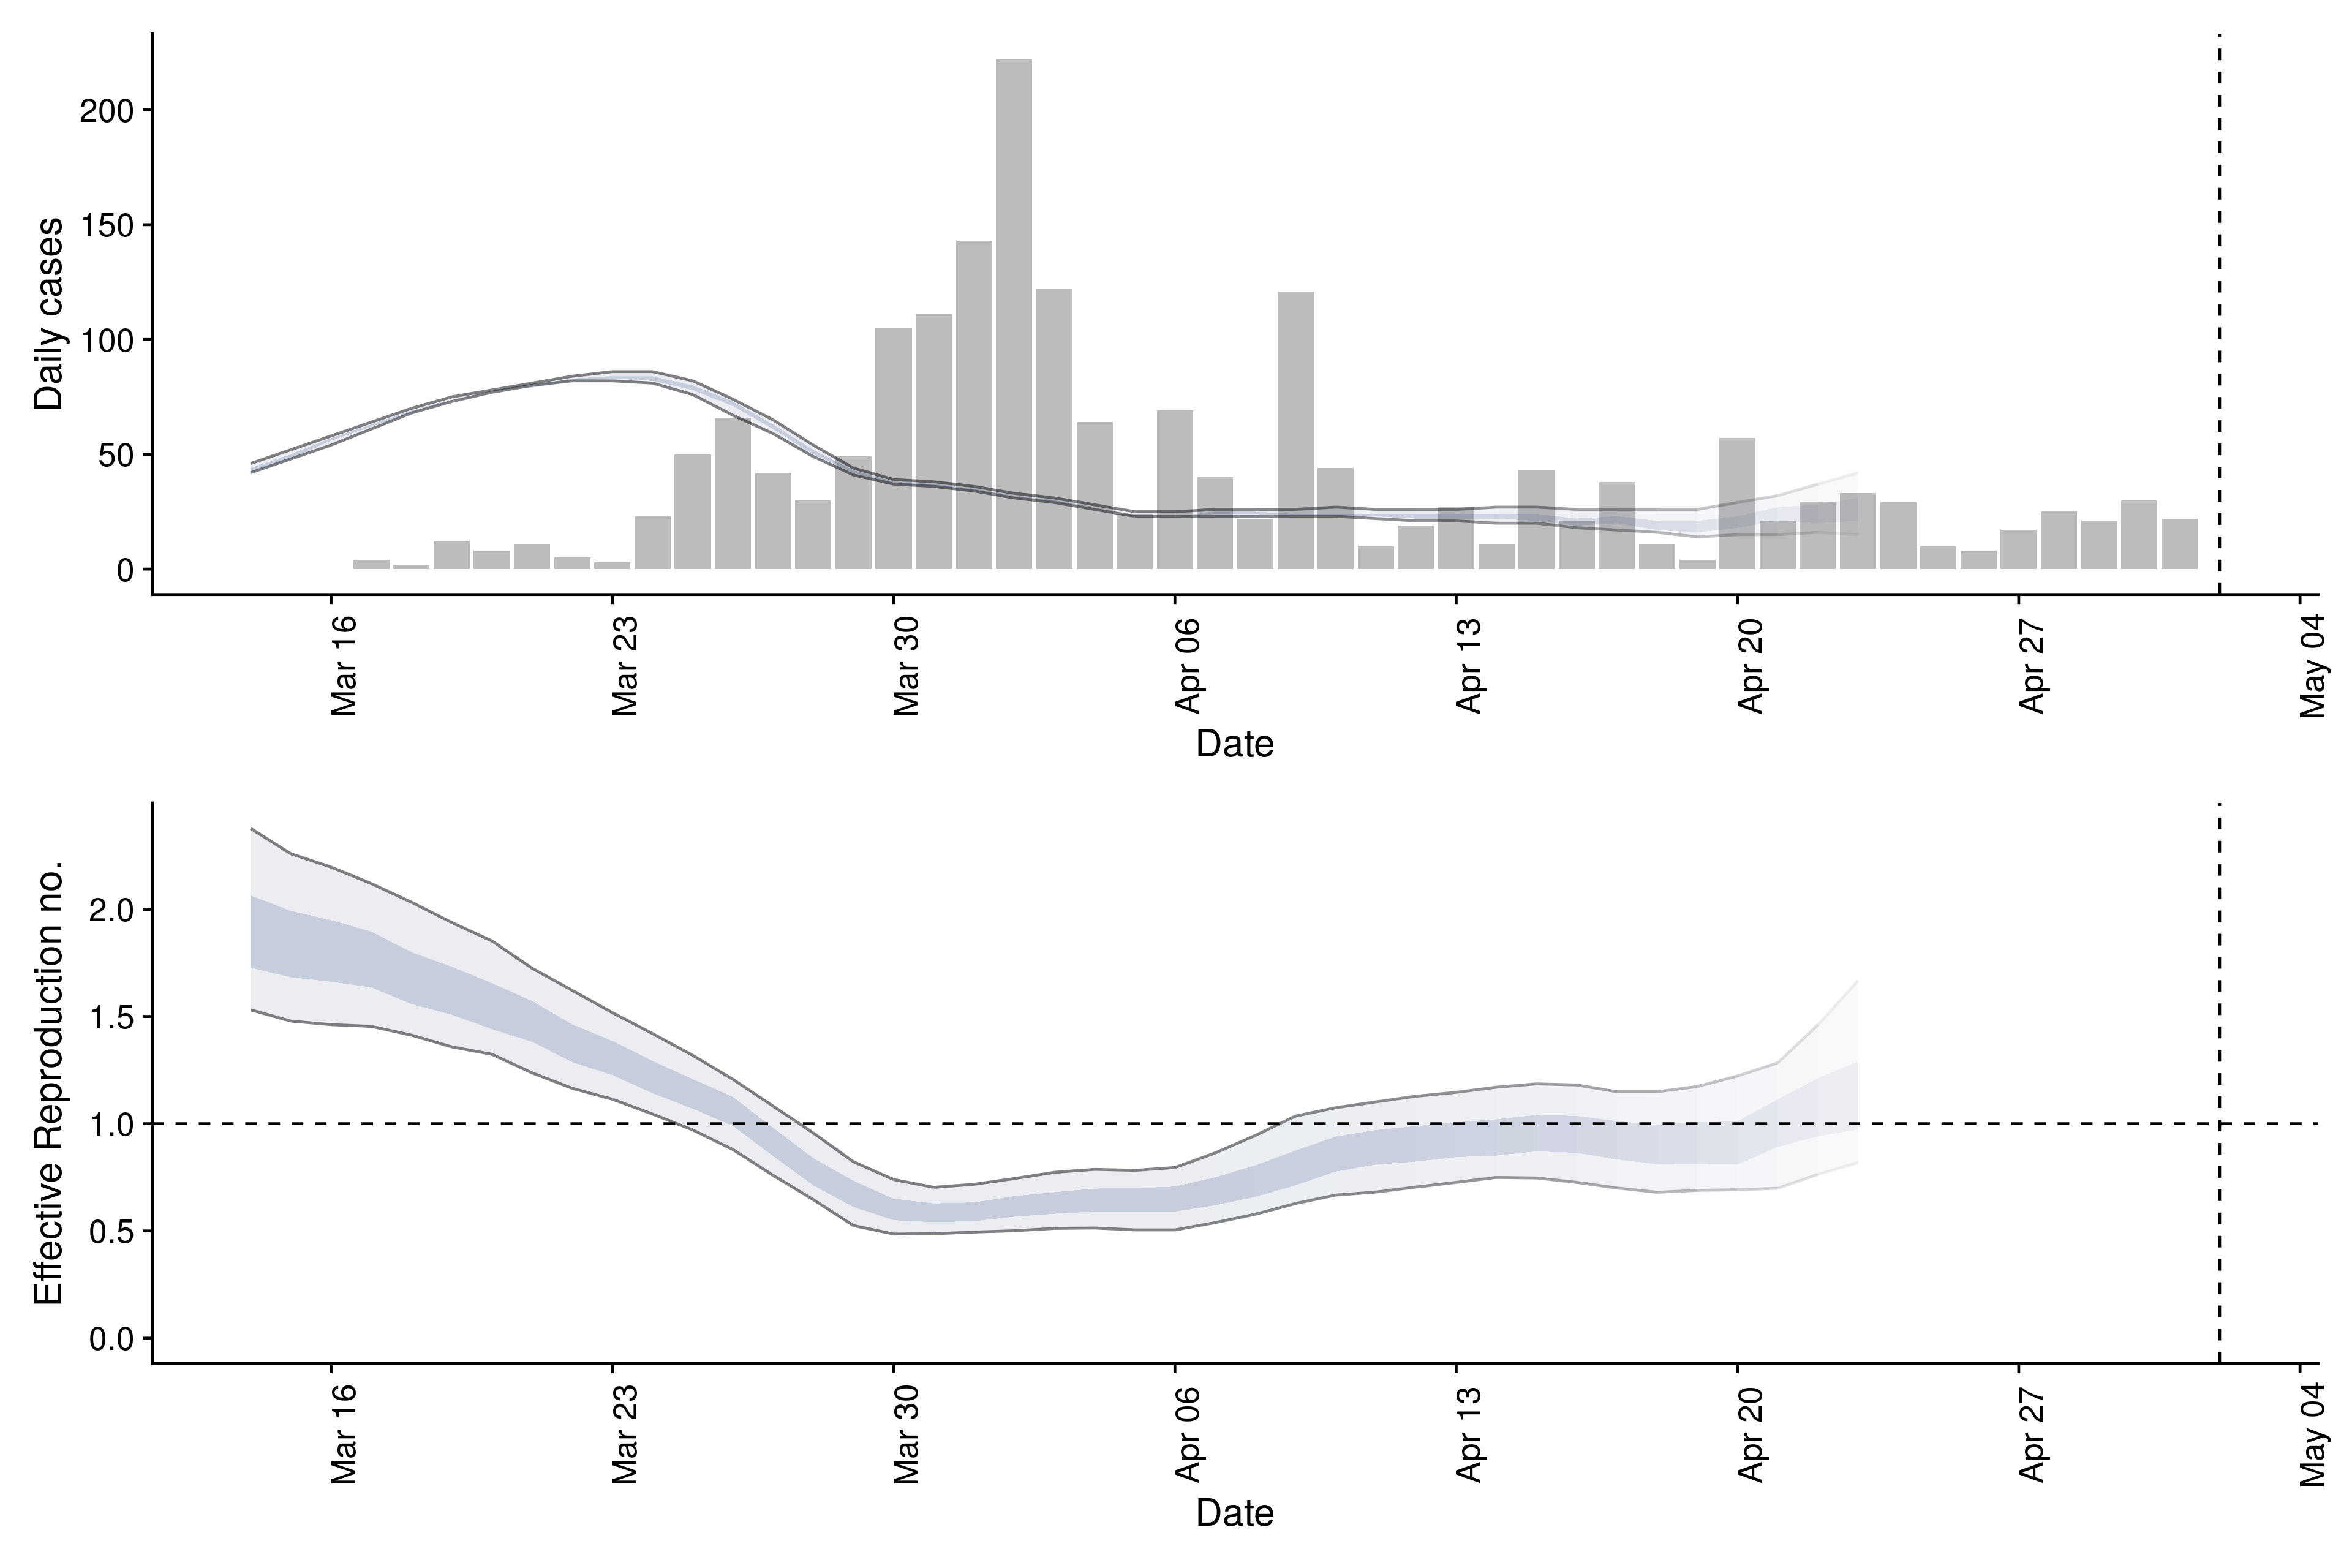 Daily cases
200
150
100
50
0
Mar 16
Mar 23
Mar 30
Apr 06
Apr 13
Apr 20
Apr 27
May 04
Date
Effective Reproduction no.
2.0
1.5
1.0
0.5
0.0
Mar 16
Mar 23
Mar 30
Apr 06
Apr 13
Apr 20
Apr 27
May 04
Date